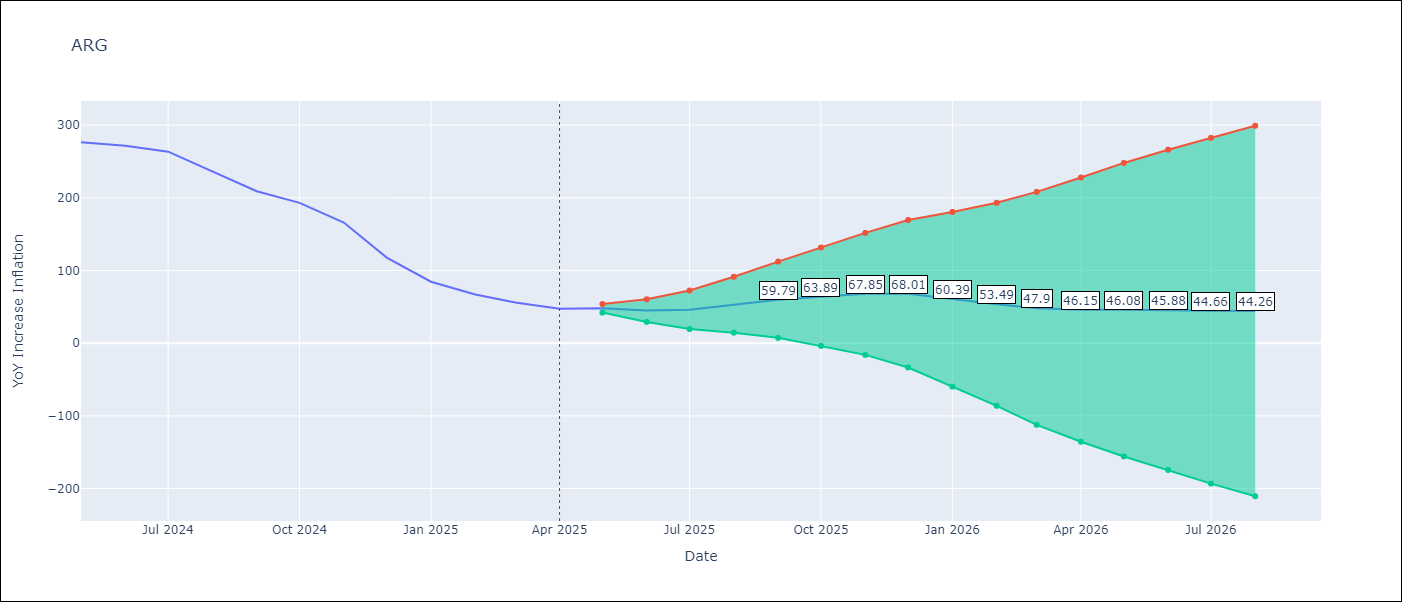 ARG
YoY Increase Inflation
300
200
100
0
−100
−200
59.79
63.89
67.85
68.01
60.39
53.49
47.9
46.15
46.08
45.88
44.66
44.26
Jul 2024
Oct 2024
Jan 2025
Apr 2025
Jul 2025
Oct 2025
Jan 2026
Apr 2026
Jul 2026
Date